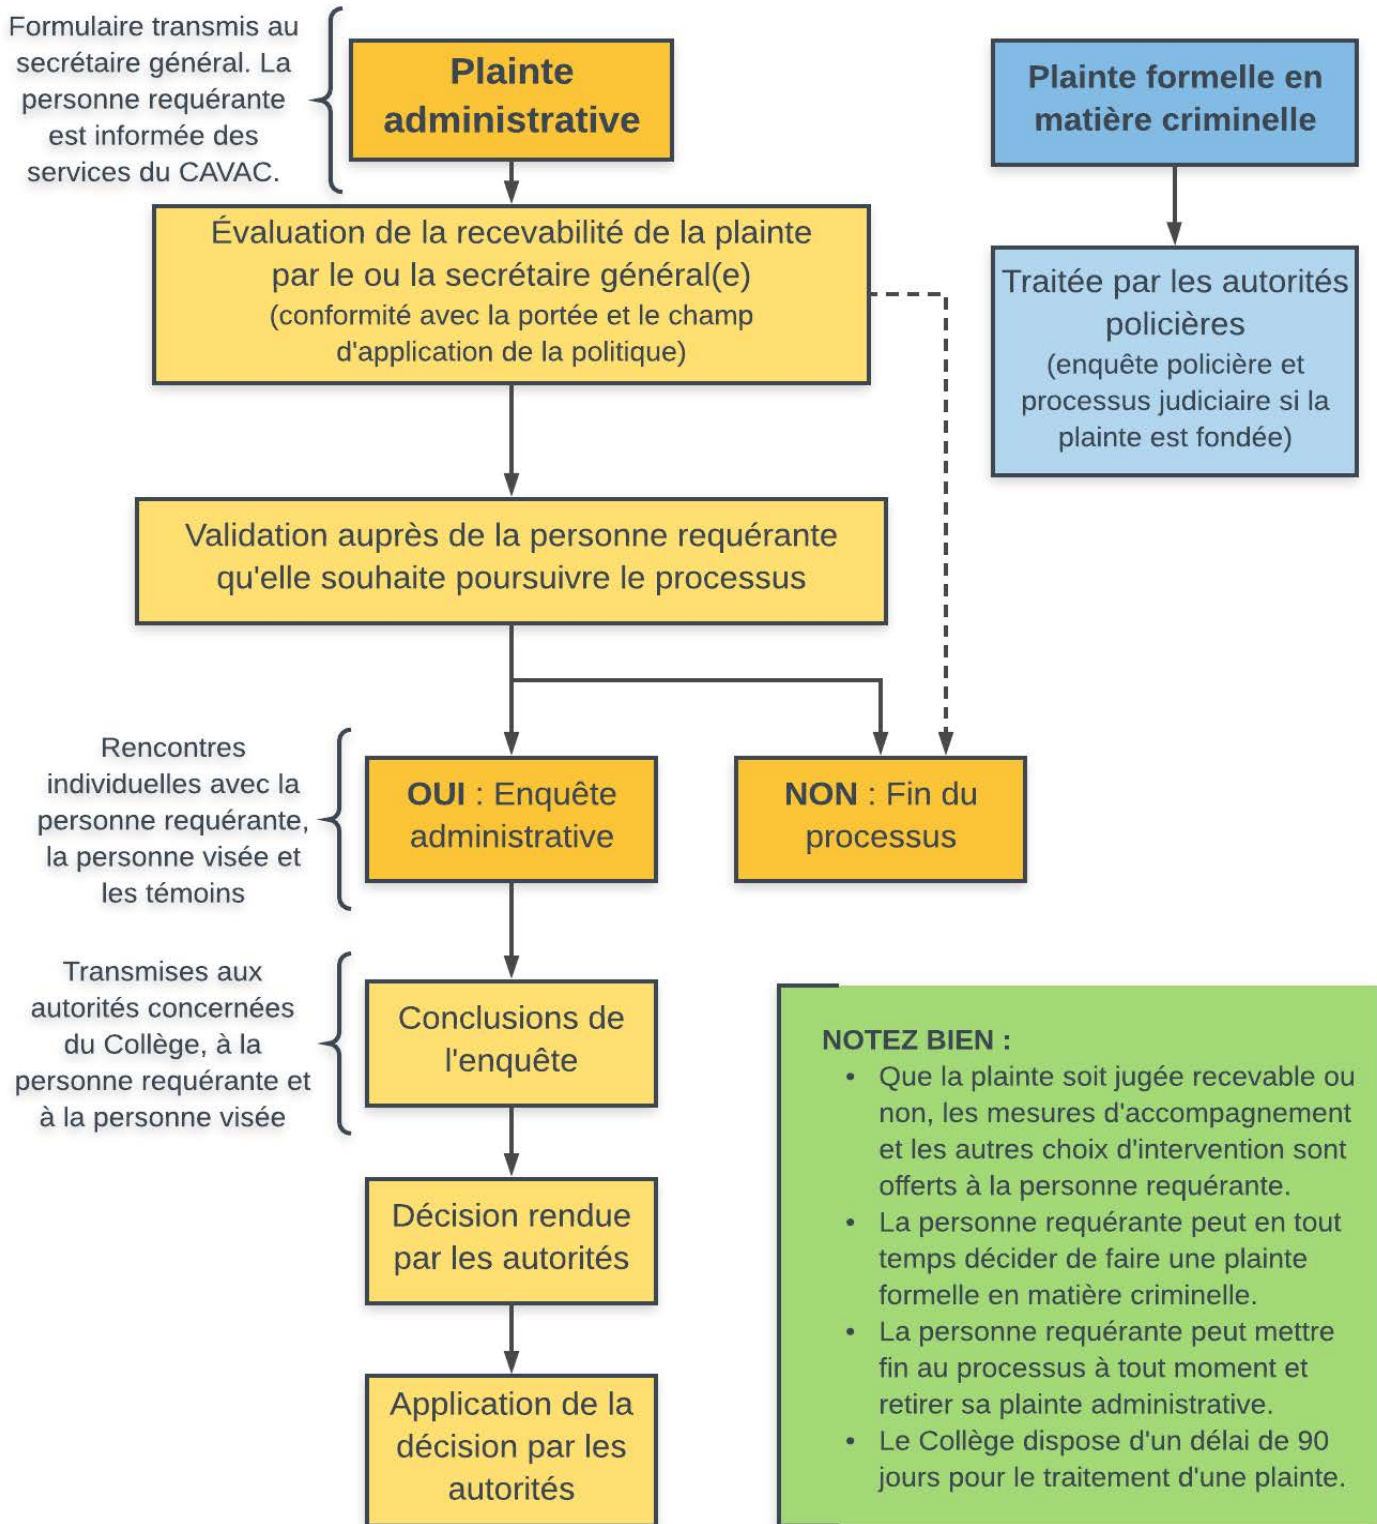 Formulaire transmis au
secrétaire général. La
personne requérante
est informée des
services du CAVAC.
Plainte
administrative
Plainte formelle en
matière criminelle
Évaluation de la recevabilité de la plainte
par le ou la secrétaire général(e)
(conformité avec la portée et le champ
d'application de la politique)
Traitée par les autorités
policières
(enquête policière et
processus judiciaire si la
plainte est fondée)
Validation auprès de la personne requérante
qu'elle souhaite poursuivre le processus
Rencontres
individuelles avec la
personne requérante,
la personne visée et
les témoins
OUI : Enquête
administrative
NON : Fin du
processus
Transmises aux
autorités concernées
du Collège, à la
personne requérante et
à la personne visée
Conclusions de
l'enquête
Décision rendue
par les autorités
Application de la
décision par les
autorités
NOTEZ BIEN :
• Que la plainte soit jugée recevable ou
non, les mesures d'accompagnement
et les autres choix d'intervention sont
offerts à la personne requérante.
• La personne requérante peut en tout
temps décider de faire une plainte
formelle en matière criminelle.
• La personne requérante peut mettre
fin au processus à tout moment et
retirer sa plainte administrative.
• Le Collège dispose d'un délai de 90
jours pour le traitement d'une plainte.